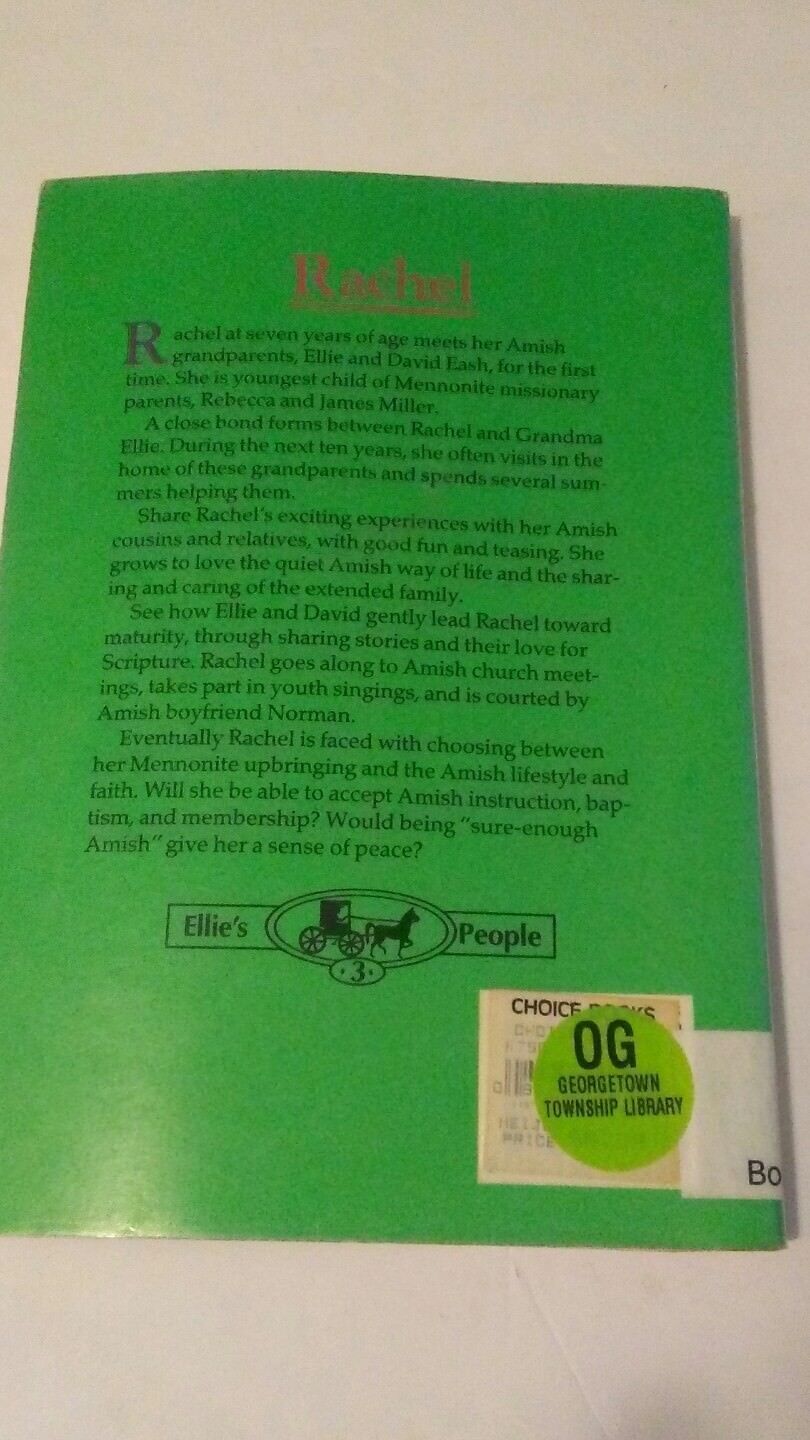 Rachel
Rachel at seven years of age meets her Amish
grandparents, Ellie and David Eash, for the first
time. She is youngest child of Mennonite missionary
parents, Rebecca and James Miller.
A close bond forms between Rachel and Grandma
Ellie. During the next ten years, she often visits in the
home of these grandparents and spends several sum-
mers helping them.
Share Rachel's exciting experiences with her Amish
cousins and relatives, with good fun and teasing. She
grows to love the quiet Amish way of life and the shar-
ing and caring of the extended family.
See how Ellie and David gently lead Rachel toward
maturity, through sharing stories and their love for
Scripture. Rachel goes along to Amish church meet-
ings, takes part in youth singings, and is courted by
Amish boyfriend Norman.
Eventually Rachel is faced with choosing between
her Mennonite upbringing and the Amish lifestyle and
faith. Will she be able to accept Amish instruction, bap-
tism, and membership? Would being "sure-enough
Amish" give her a sense of peace?
Ellie's People
·3·
CHOICE
OG
GEORGETOWN
TOWNSHIP LIBRARY
PRICE
Bo